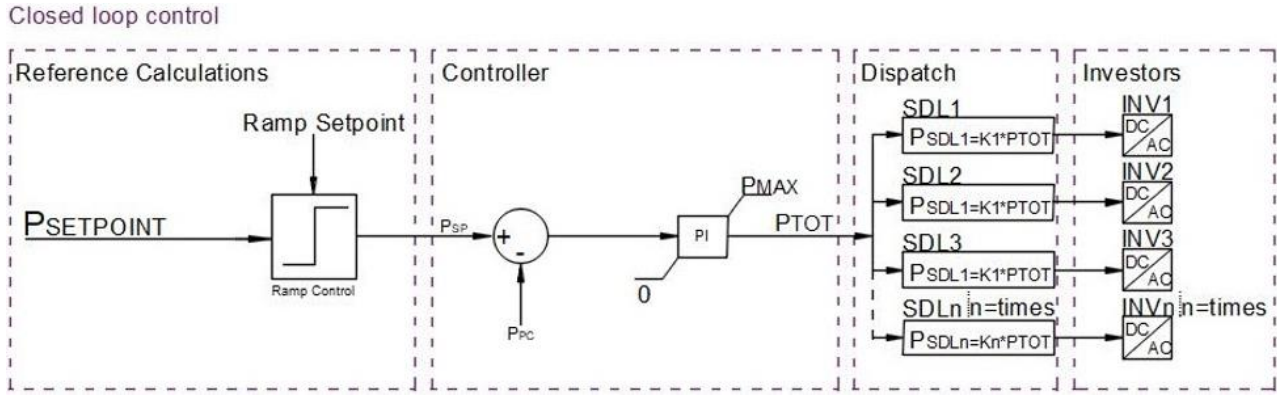 Closed loop control
Reference Calculations
Ramp Setpoint
PSETPOINT
Ramp Control
Controller
PSP
+
-
PPC
PI
PMAX
0
PTOT
Dispatch
SDL1
PSDL1=K1*PTOT
SDL2
PSDL1=K1*PTOT
SDL3
PSDL1=K1*PTOT
SDLn n=times
PSDLn=Kn*PTOT
Investors
INV1
DC
AC
INV2
DC
AC
INV3
DC
AC
INVn n=times
DC
AC